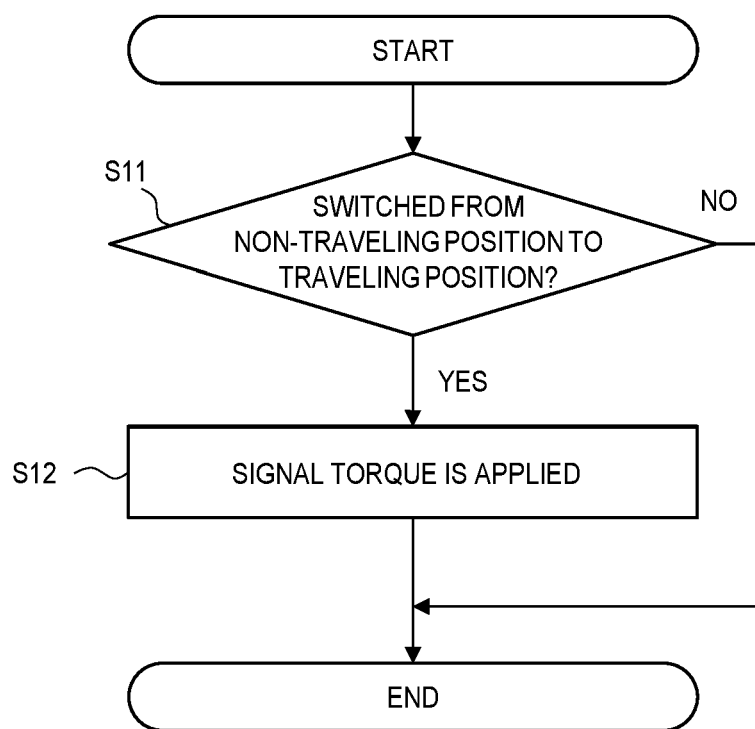 START
S11
SWITCHED FROM
NON-TRAVELING POSITION TO
TRAVELING POSITION?
NO
YES
S12
SIGNAL TORQUE IS APPLIED
END